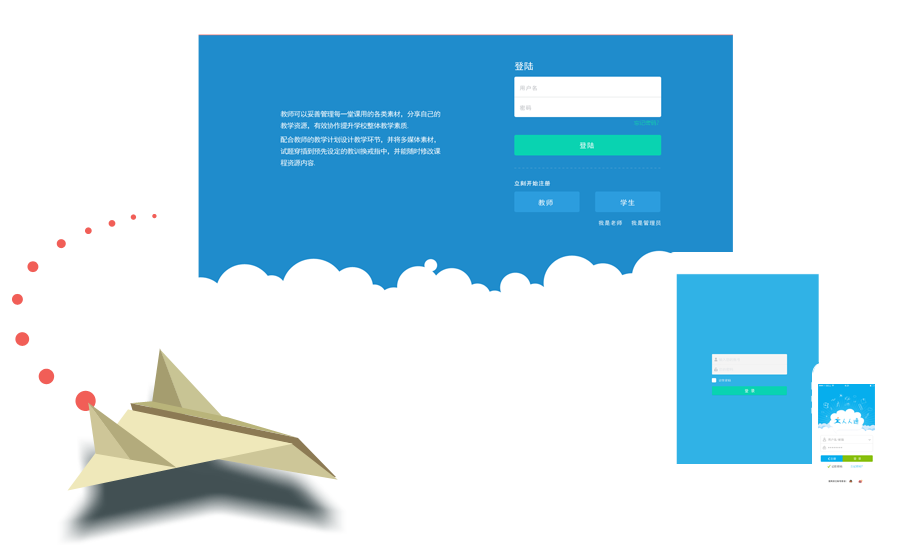 登陆
用户名
密码
教师可以妥善管理每一堂课用的各类素材，分享自己的
教学资源，有效协作提升学校整体教学素质.
配合教师的教学计划设计教学环节，并将多媒体素材，
试题穿插到预先设定的教训换戒指中，并能随时修改课
程资源内容.
登陆
立刻开始注册
教师
学生
我是老师
我是管理员
人人通